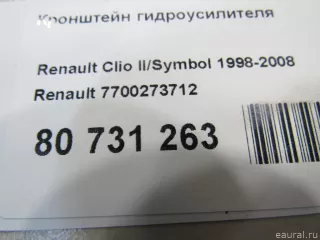 Кронштейн гидроусилителя
Renault Clio II/Symbol 1998-2008
Renault 7700273712
80 731 263
© eaural.ru